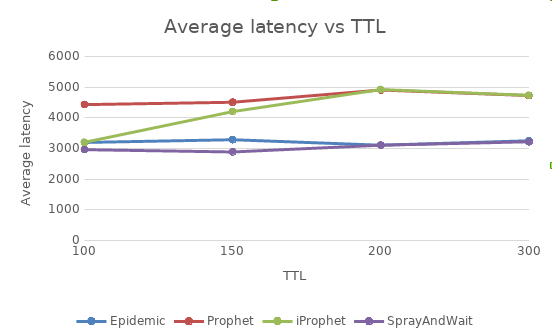 Average latency vs TTL
6000
5000
4000
3000
2000
1000
0
Average latency
100 150 200 300
TTL
Epidemic Prophet iProphet SprayAndWait